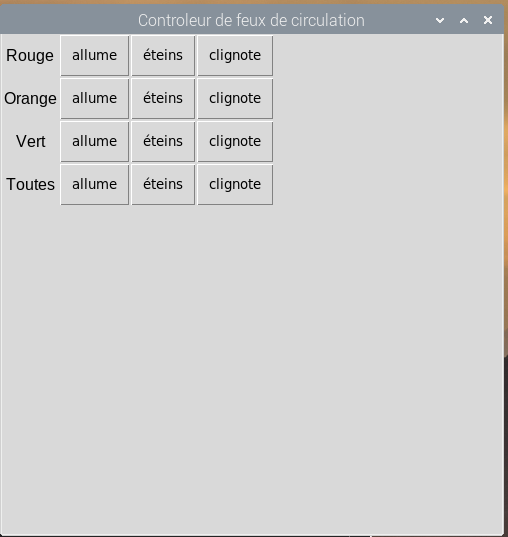 Controleur de feux de circulation
Rouge allume éteins clignote
Orange allume éteins clignote
Vert allume éteins clignote
Toutes allume éteins clignote